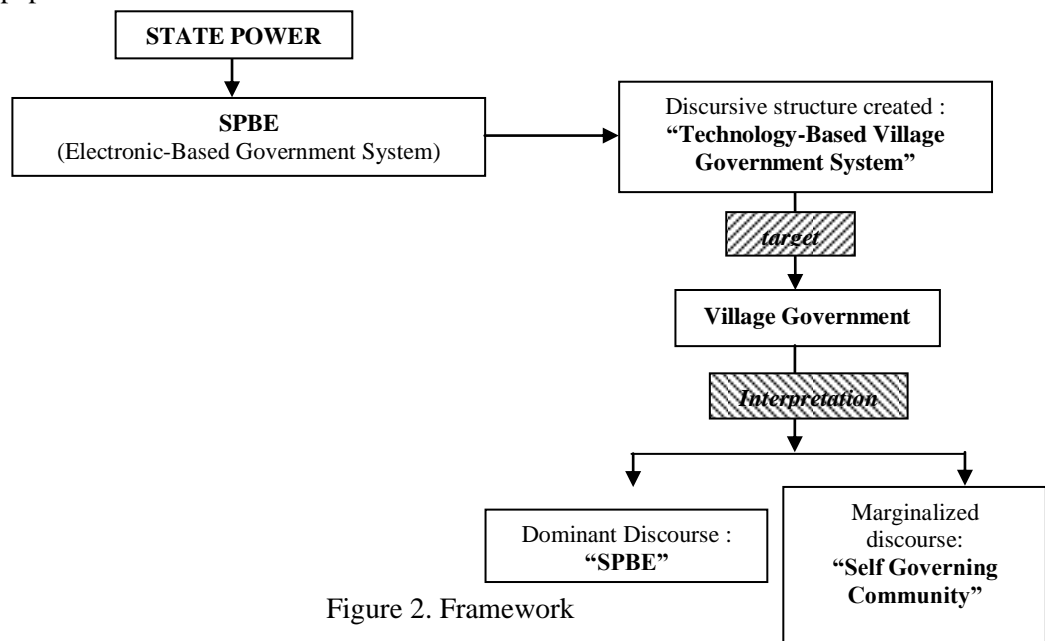 STATE POWER
SPBE
(Electronic-Based Government System)
Discursive structure created :
“Technology-Based Village
Government System”
target
Village Government
Interpretation
Dominant Discourse :
“SPBE”
Marginalized
discourse:
“Self Governing
Community”
Figure 2. Framework